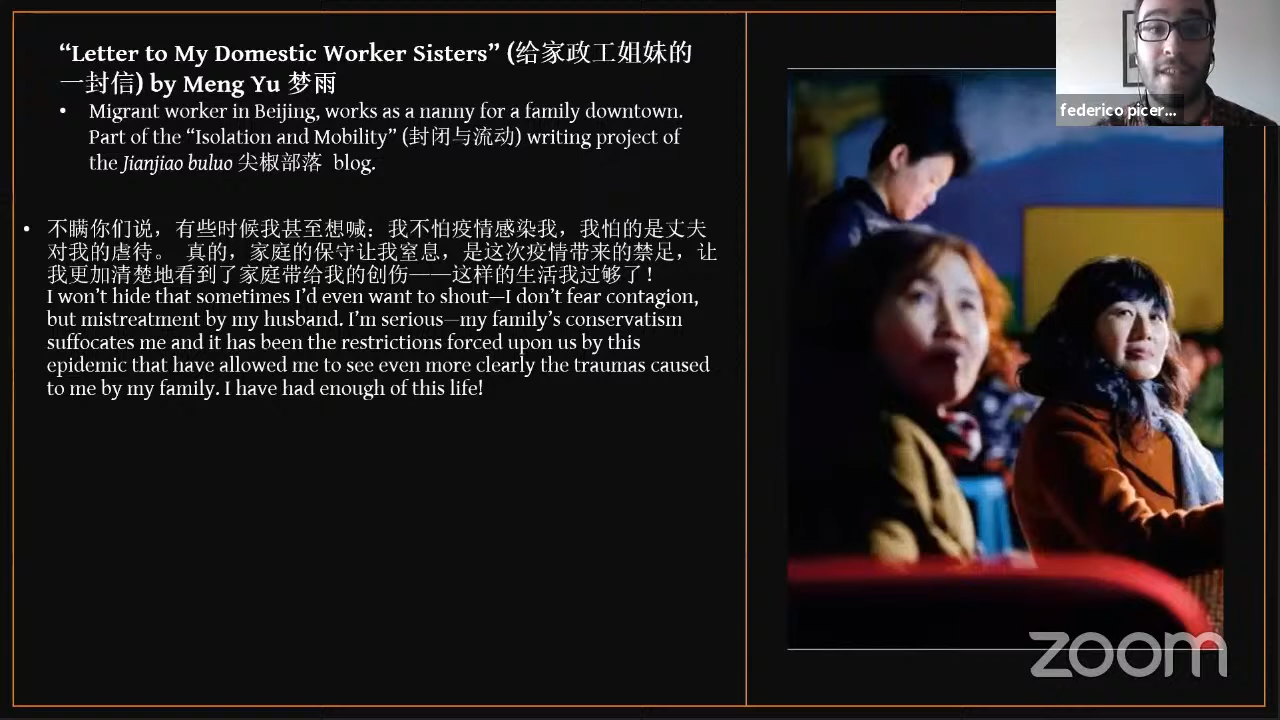 “Letter to My Domestic Worker Sisters” (给家政工姐妹的
一封信) by Meng Yu 梦雨
• Migrant worker in Beijing, works as a nanny for a family downtown.
Part of the “Isolation and Mobility” (封闭与流动) writing project of
the Jianjiao buluo 尖椒部落 blog.
• 不瞒你们说，有些时候我甚至想喊：我不怕疫情感染我，我怕的是丈夫
对我的虐待。 真的，家庭的保守让我窒息，是这次疫情带来的禁足，让
我更加清楚地看到了家庭带给我的创伤——这样的生活我过够了！
I won’t hide that sometimes I’d even want to shout—I don’t fear contagion,
but mistreatment by my husband. I’m serious—my family’s conservatism
suffocates me and it has been the restrictions forced upon us by this
epidemic that have allowed me to see even more clearly the traumas caused
to me by my family. I have had enough of this life!
federico picer...
zoom